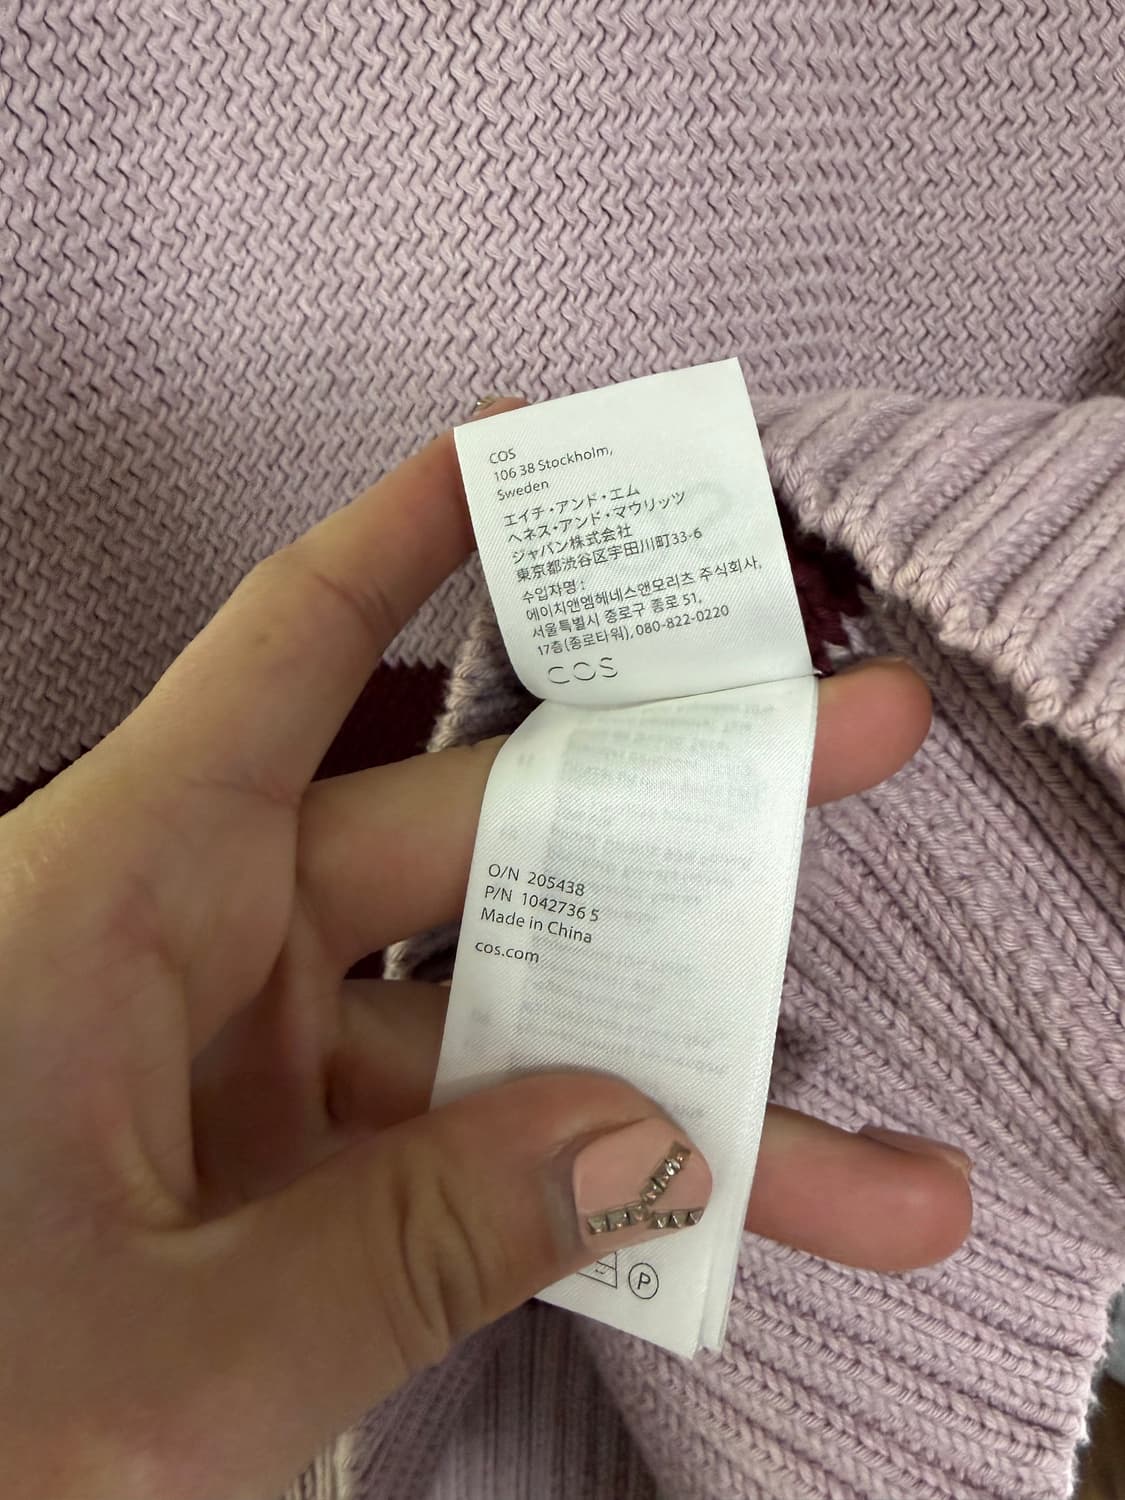 COS
106 38 Stockholm,
Sweden
エイチ・アンド・エム
ヘネス・アンド・マウリッツ
ジャパン株式会社
東京都渋谷区宇田川町33-6
수입자명 :
에이치앤엠헤네스앤모리츠 주식회사,
서울특별시 종로구 종로 51,
17층(종로타워), 080-822-0220
COS
O/N 205438
P/N 1042736 5
Made in China
cos.com
P